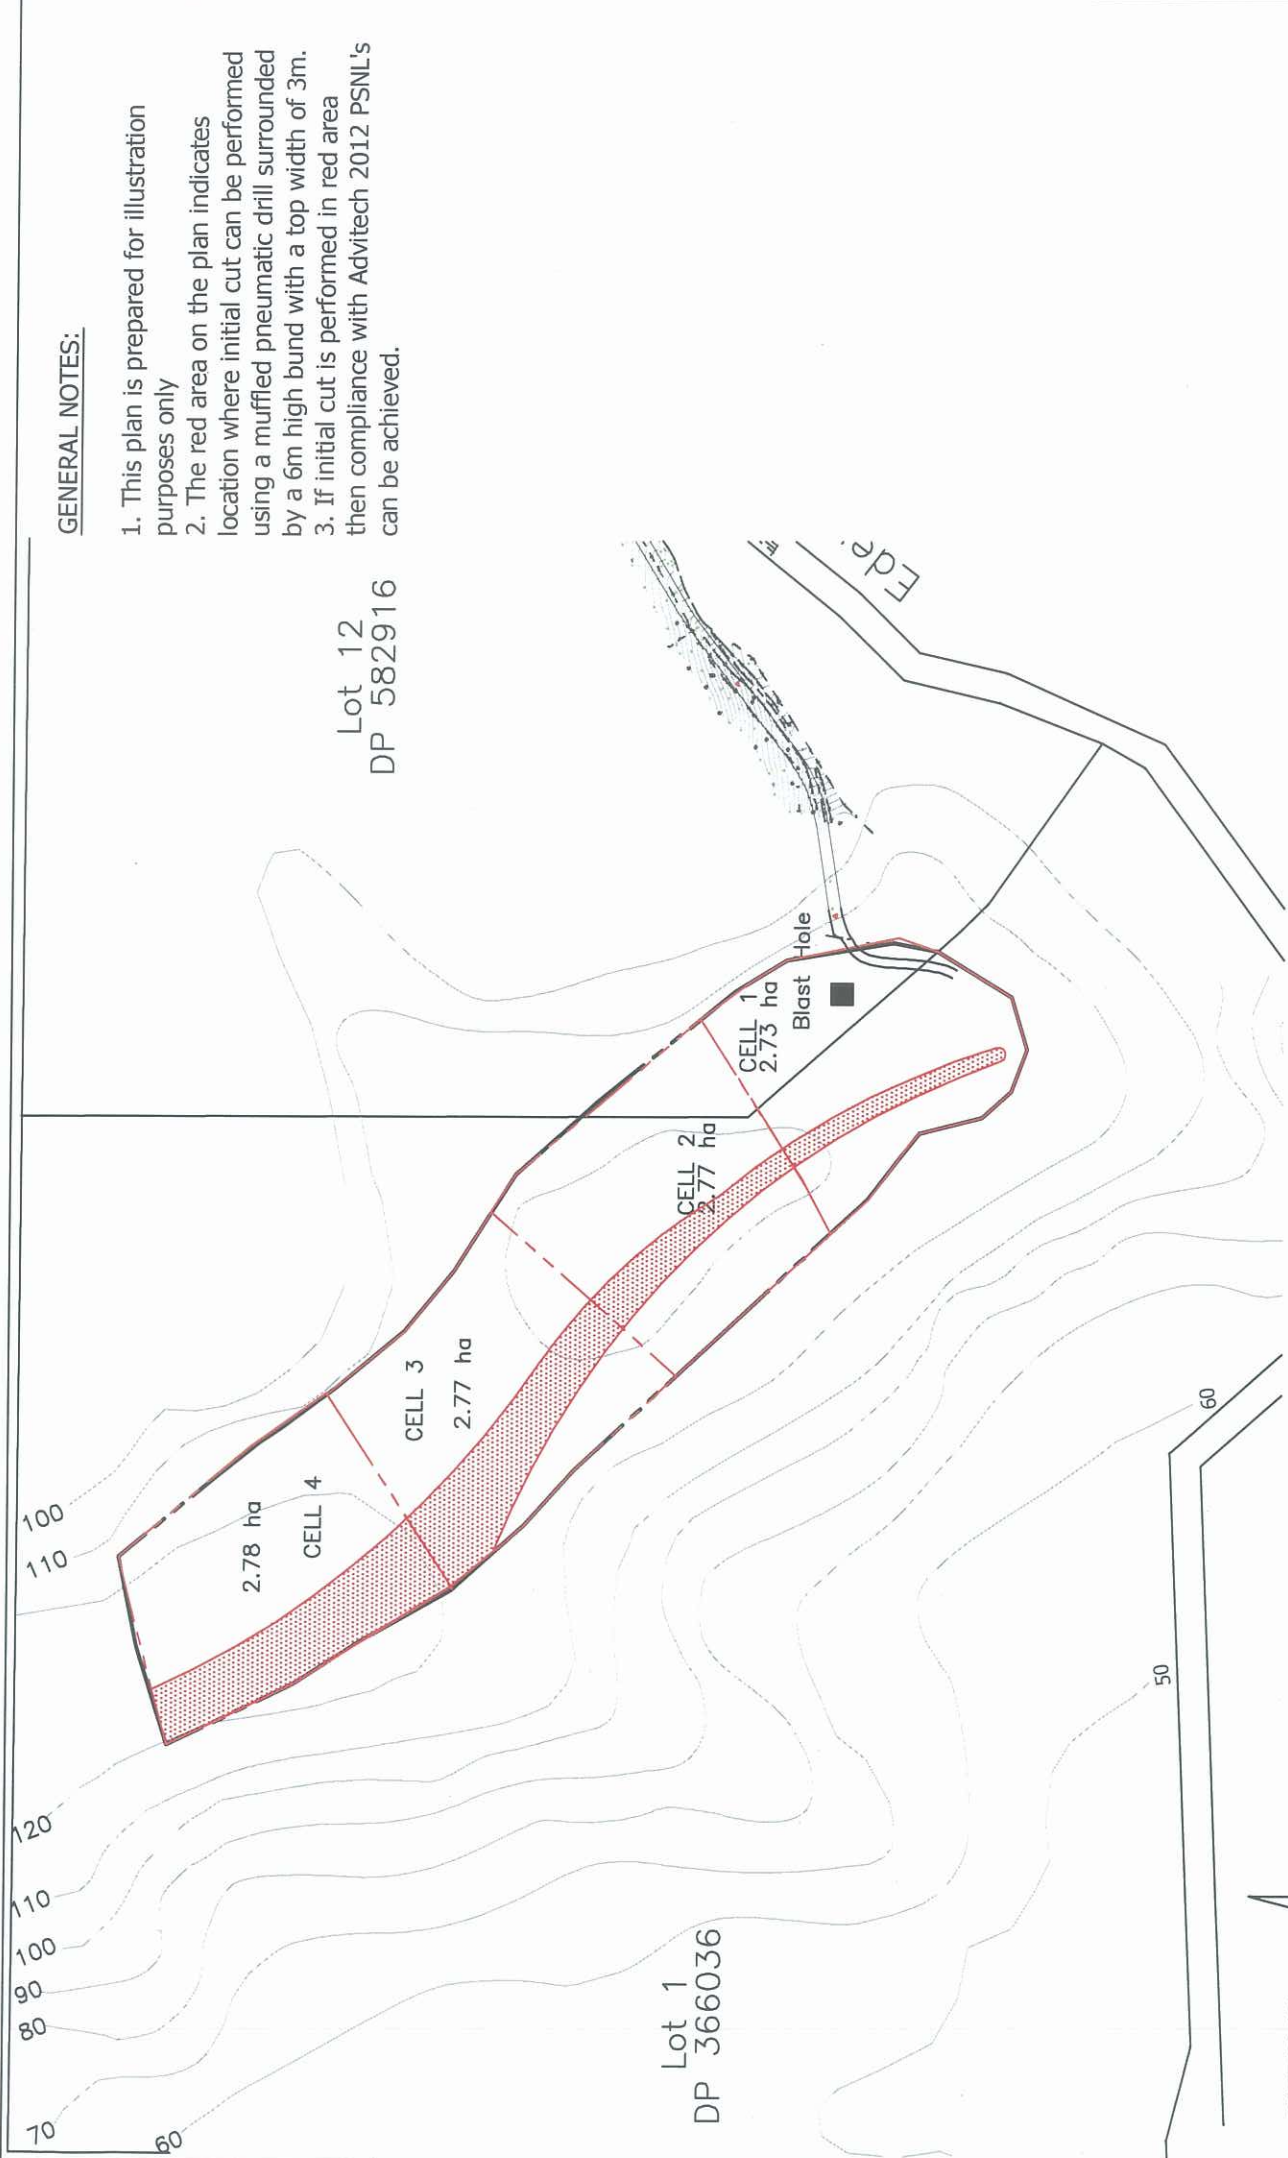 GENERAL NOTES:
1. This plan is prepared for illustration
purposes only
2. The red area on the plan indicates
location where initial cut can be performed
using a muffled pneumatic drill surrounded
by a 6m high bund with a top width of 3m.
3. If initial cut is performed in red area
then compliance with Advitech 2012 PSNL's
can be achieved.
Lot 12
DP 582916
100
110
120
110
100
90
80
70
60
2.78 ha
CELL 4
CELL 3
2.77 ha
CELL 2
2.77 ha
CELL 1
2.73 ha
Blast Hole
Lot 1
DP 366036
50
60